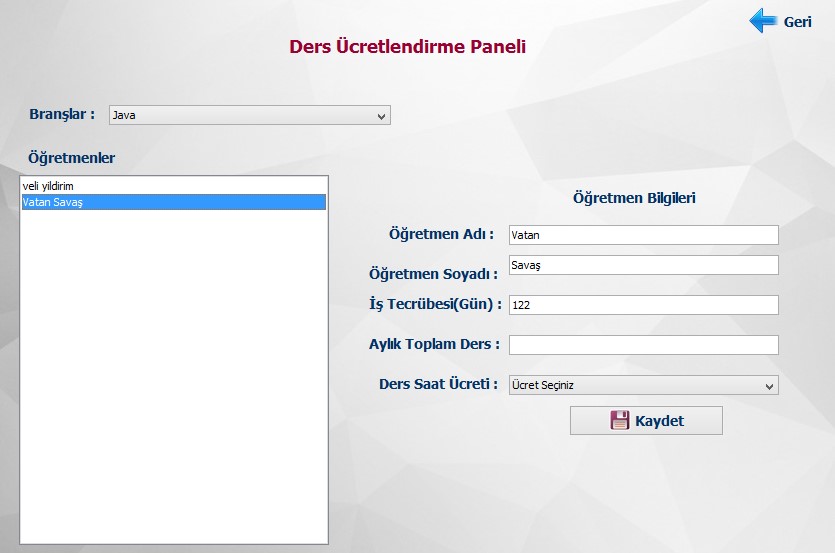 Geri
Ders Ücretlendirme Paneli
Branşlar :
Java
Öğretmenler
veli yildirim
Vatan Savaş
Öğretmen Bilgileri
Öğretmen Adı :
Vatan
Öğretmen Soyadı :
Savaş
İş Tecrübesi(Gün) :
122
Aylık Toplam Ders :
Ders Saat Ücreti :
Ücret Seçiniz
Kaydet